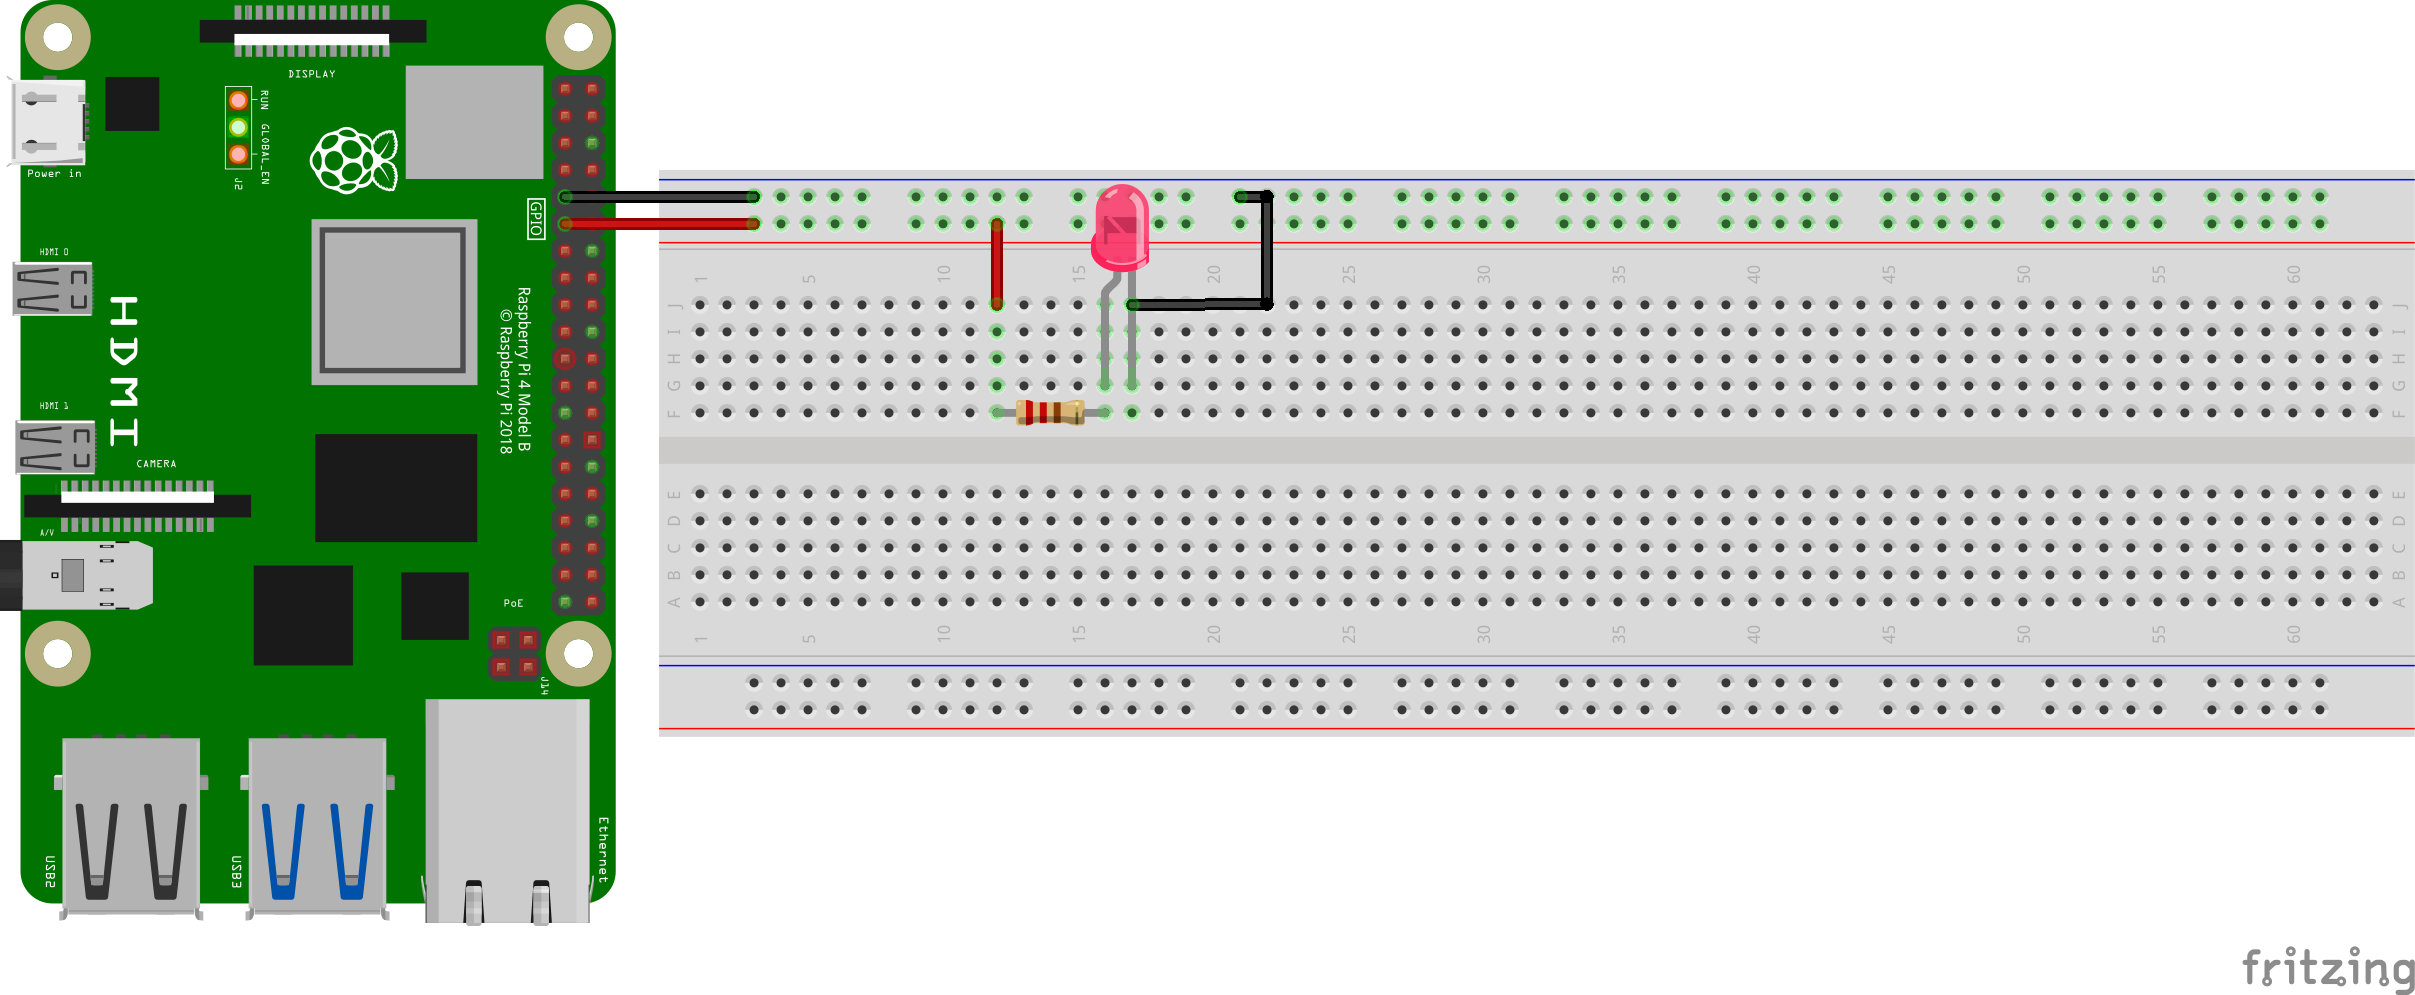 DISPLAY
RUN
GLOBAL_EN
J2
Power in
GPIO
HDMI 0
HDMI
HDMI 1
Raspberry Pi 4 Model B
© Raspberry Pi 2018
CAMERA
A/V
PoE
J14
USB2
USB3
Ethernet
1 5 10 15 20 25 30 35 40 45 50 55 60
J J
I I
H H
G G
F F
E E
D D
C C
B B
A A
1 5 10 15 20 25 30 35 40 45 50 55 60
fritzing